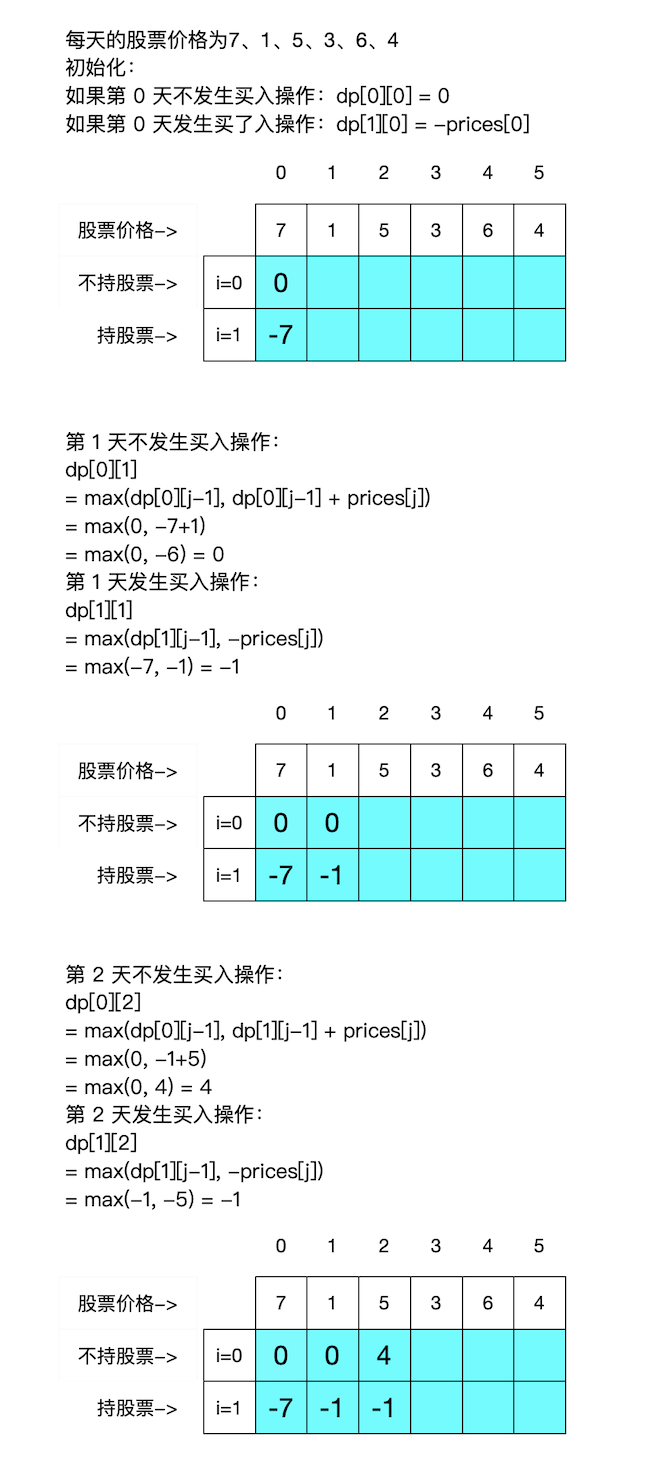 每天的股票价格为7、1、5、3、6、4
初始化：
如果第 0 天不发生买入操作：dp[0][0] = 0
如果第 0 天发生买了入操作：dp[1][0] = -prices[0]
0 1 2 3 4 5
股票价格-> 7 1 5 3 6 4
不持股票-> i=0 0
持股票-> i=1 -7
第 1 天不发生买入操作：
dp[0][1]
= max(dp[0][j-1], dp[0][j-1] + prices[j])
= max(0, -7+1)
= max(0, -6) = 0
第 1 天发生买入操作：
dp[1][1]
= max(dp[1][j-1], -prices[j])
= max(-7, -1) = -1
0 1 2 3 4 5
股票价格-> 7 1 5 3 6 4
不持股票-> i=0 0 0
持股票-> i=1 -7 -1
第 2 天不发生买入操作：
dp[0][2]
= max(dp[0][j-1], dp[1][j-1] + prices[j])
= max(0, -1+5)
= max(0, 4) = 4
第 2 天发生买入操作：
dp[1][2]
= max(dp[1][j-1], -prices[j])
= max(-1, -5) = -1
0 1 2 3 4 5
股票价格-> 7 1 5 3 6 4
不持股票-> i=0 0 0 4
持股票-> i=1 -7 -1 -1